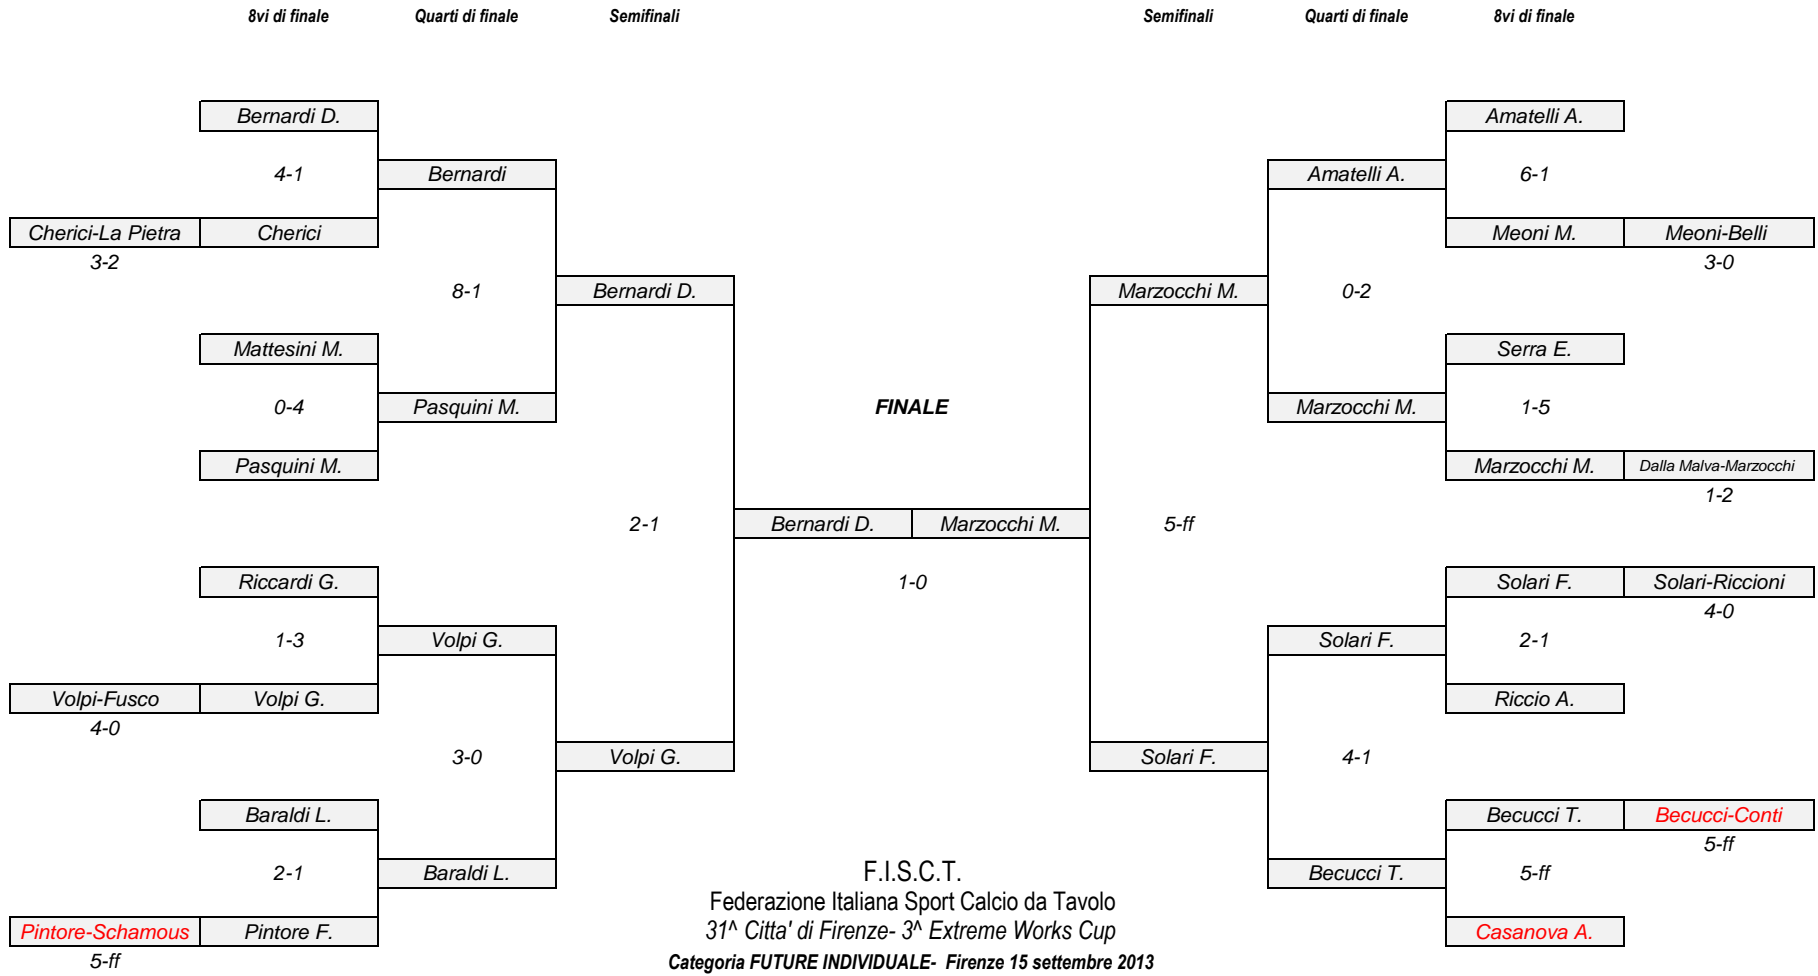 8vi di finale Quarti di finale Semifinali Semifinali Quarti di finale 8vi di finale
Bernardi D. Amatelli A.
4-1 Bernardi Amatelli A. 6-1
Cherici-La Pietra Cherici Meoni M. Meoni-Belli
3-2 3-0
8-1 Bernardi D. Marzocchi M. 0-2
Mattesini M. Serra E.
0-4 Pasquini M. FINALE Marzocchi M. 1-5
Pasquini M. Marzocchi M. Dalla Malva-Marzocchi
1-2
2-1 Bernardi D. Marzocchi M. 5-ff
Riccardi G. 1-0 Solari F. Solari-Riccioni
4-0
1-3 Volpi G. Solari F. 2-1
Volpi-Fusco Volpi G. Riccio A.
4-0
3-0 Volpi G. Solari F. 4-1
Baraldi L. Becucci T. Becucci-Conti
5-ff
2-1 Baraldi L. Becucci T. 5-ff
F.I.S.C.T.
Federazione Italiana Sport Calcio da Tavolo
Pintore-Schamous Pintore F. 31^ Citta' di Firenze- 3^ Extreme Works Cup Casanova A.
5-ff Categoria FUTURE INDIVIDUALE- Firenze 15 settembre 2013